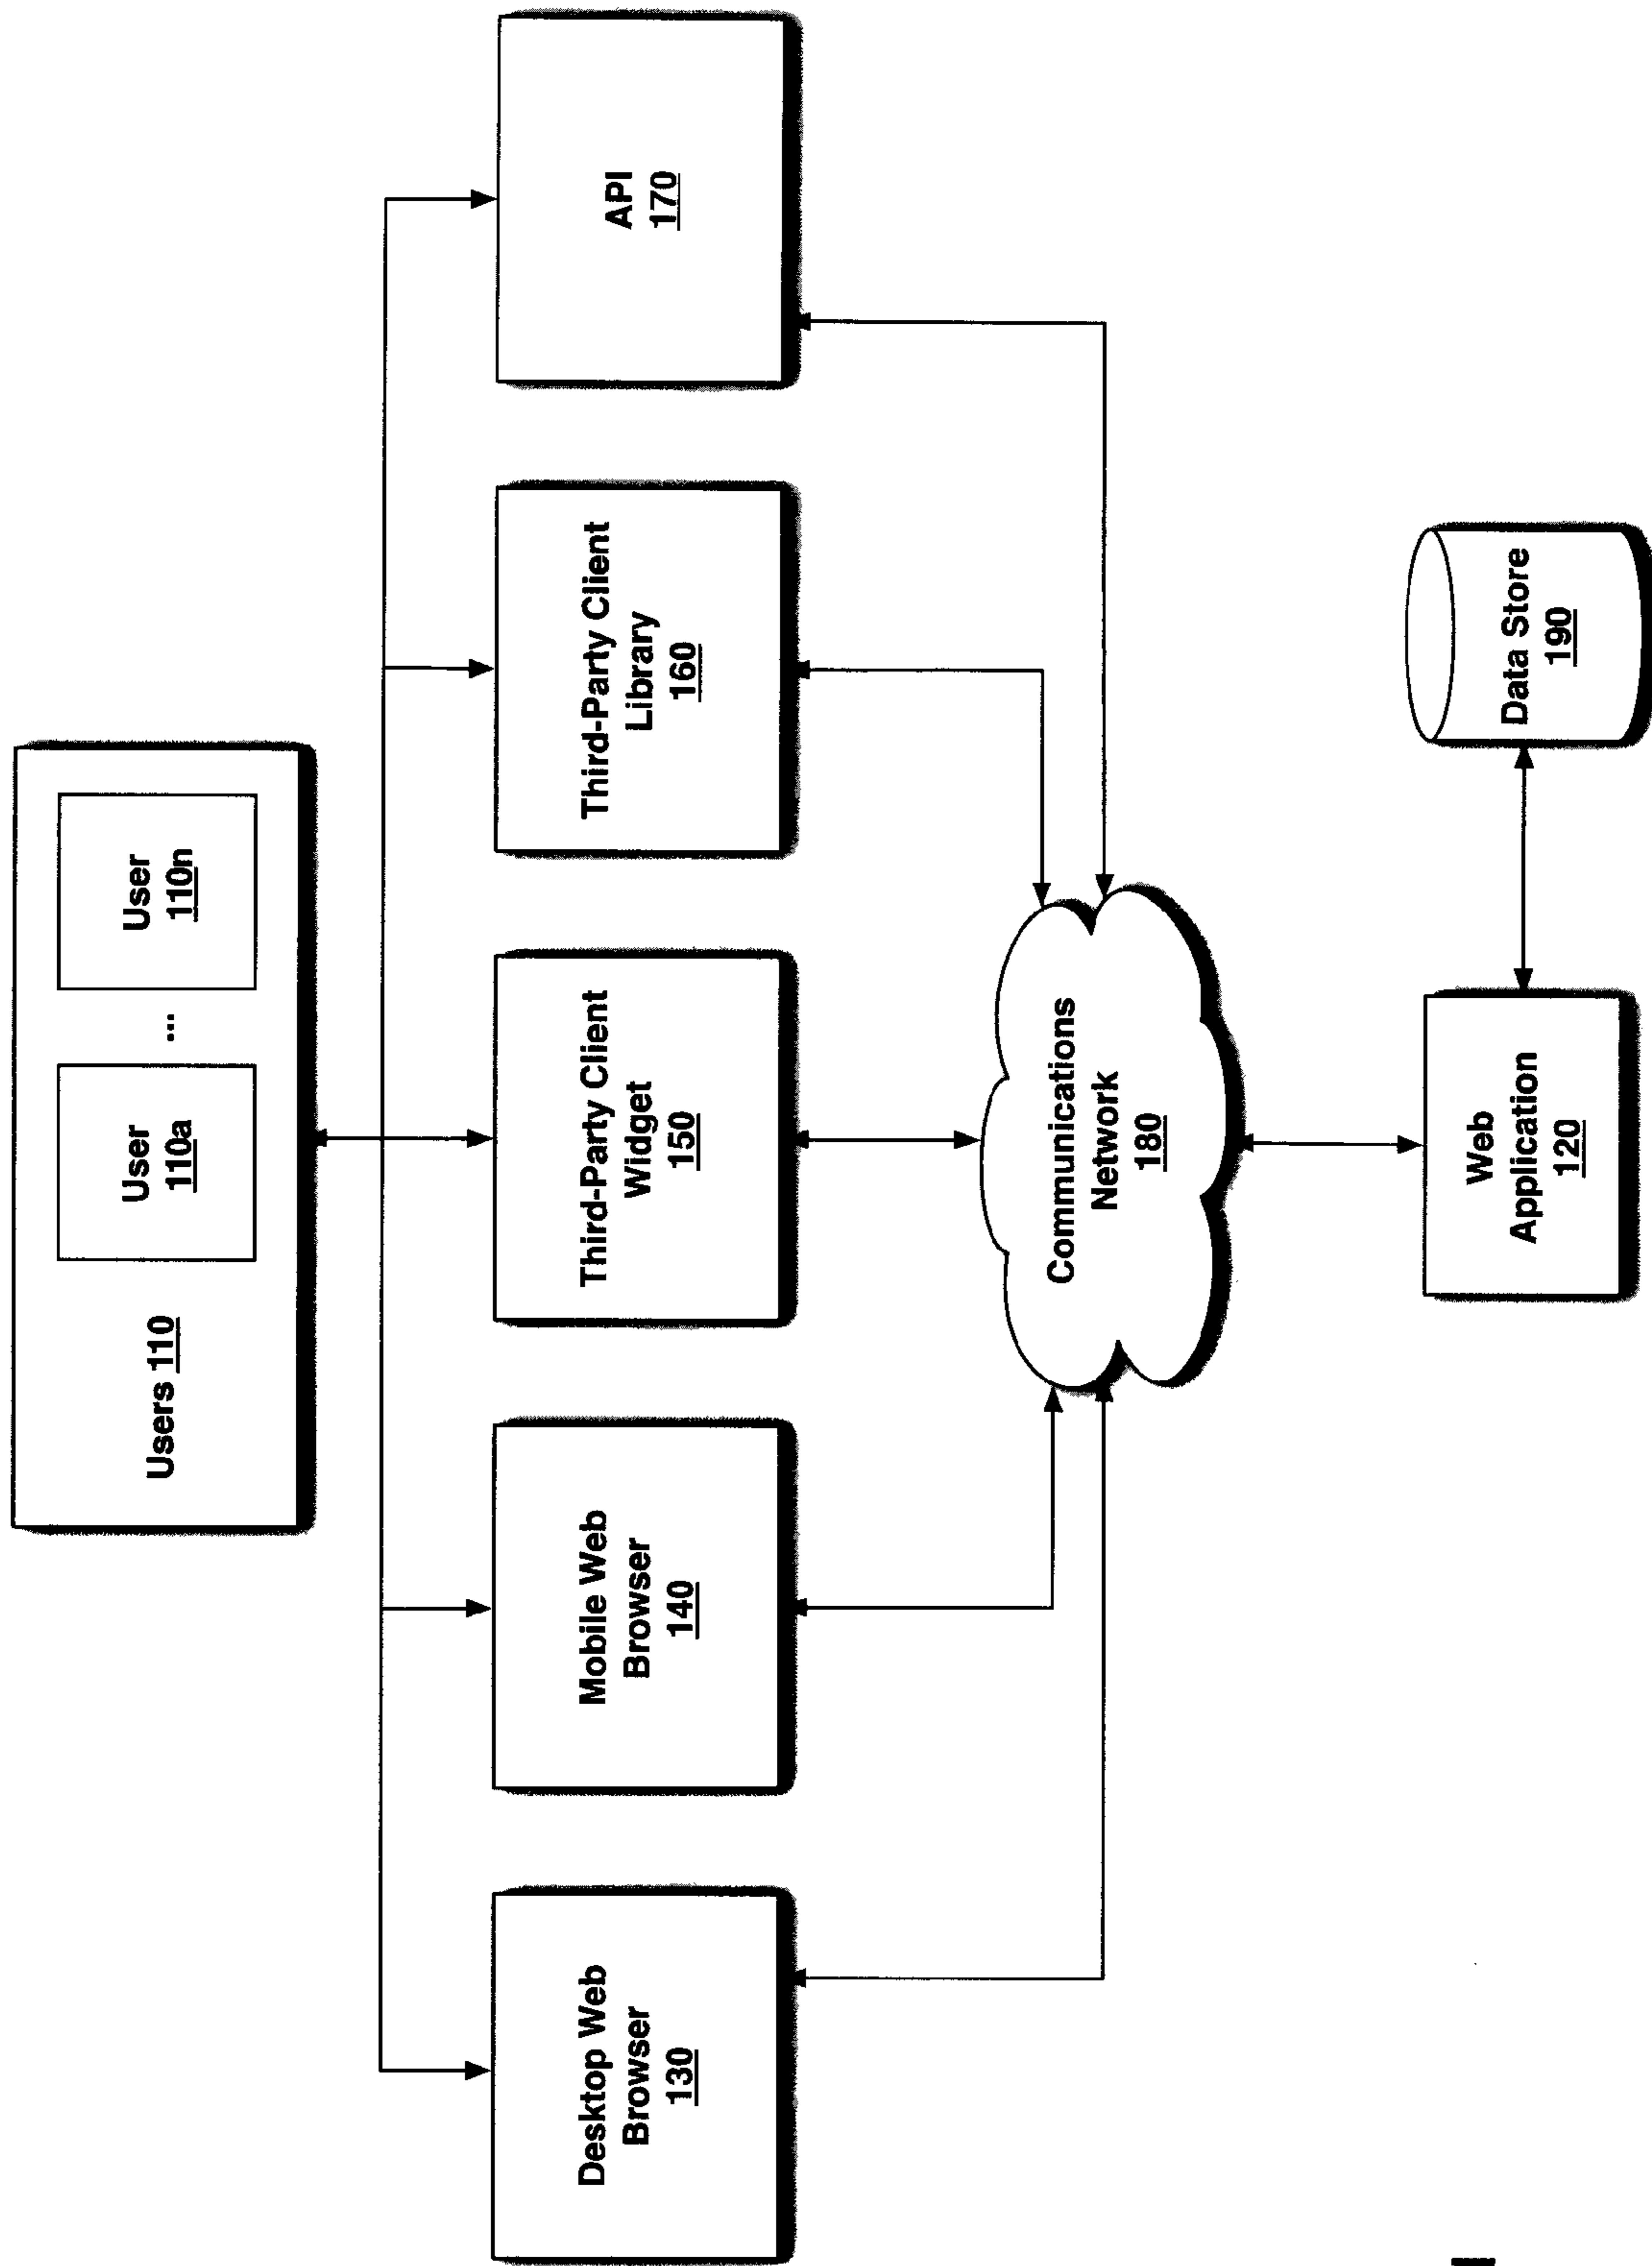 Users 110
User
110a
...
User
110n
Desktop Web
Browser
130
Mobile Web
Browser
140
Third-Party Client
Widget
150
Third-Party Client
Library
160
API
170
Communications
Network
180
Web
Application
120
Data Store
190